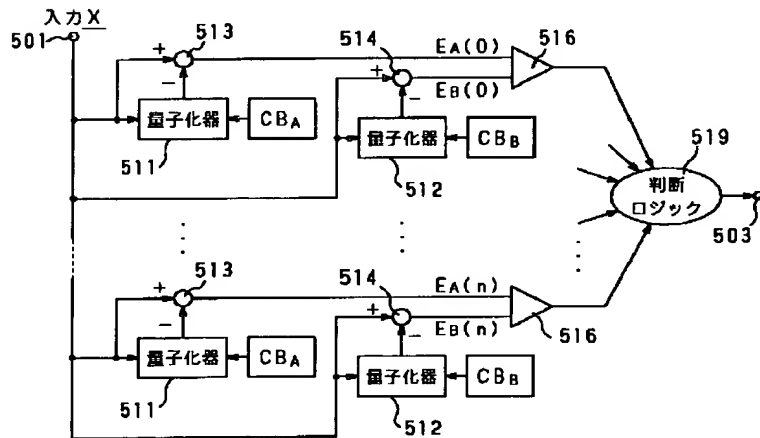 入力 X
501
+
513
−
量子化器
CBA
511
+
514
−
量子化器
CBB
512
EA(0)
EB(0)
516
519
判断
ロジック
503
+
513
−
量子化器
CBA
511
+
514
−
量子化器
CBB
512
EA(n)
EB(n)
516